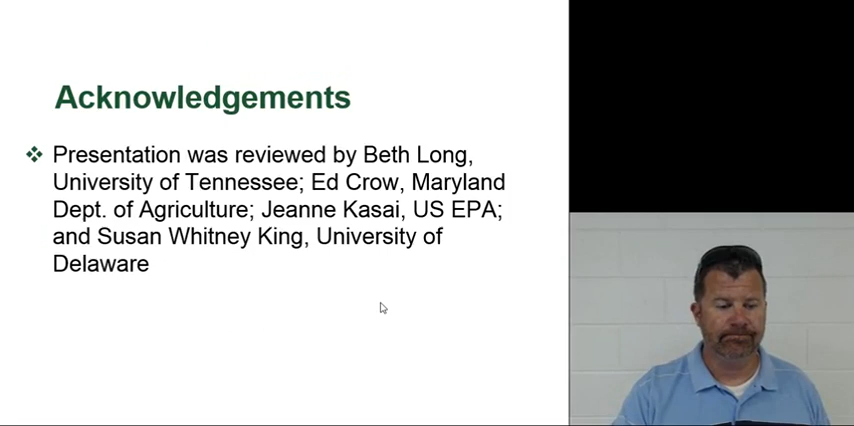 Acknowledgements
Presentation was reviewed by Beth Long,
University of Tennessee; Ed Crow, Maryland
Dept. of Agriculture; Jeanne Kasai, US EPA;
and Susan Whitney King, University of
Delaware